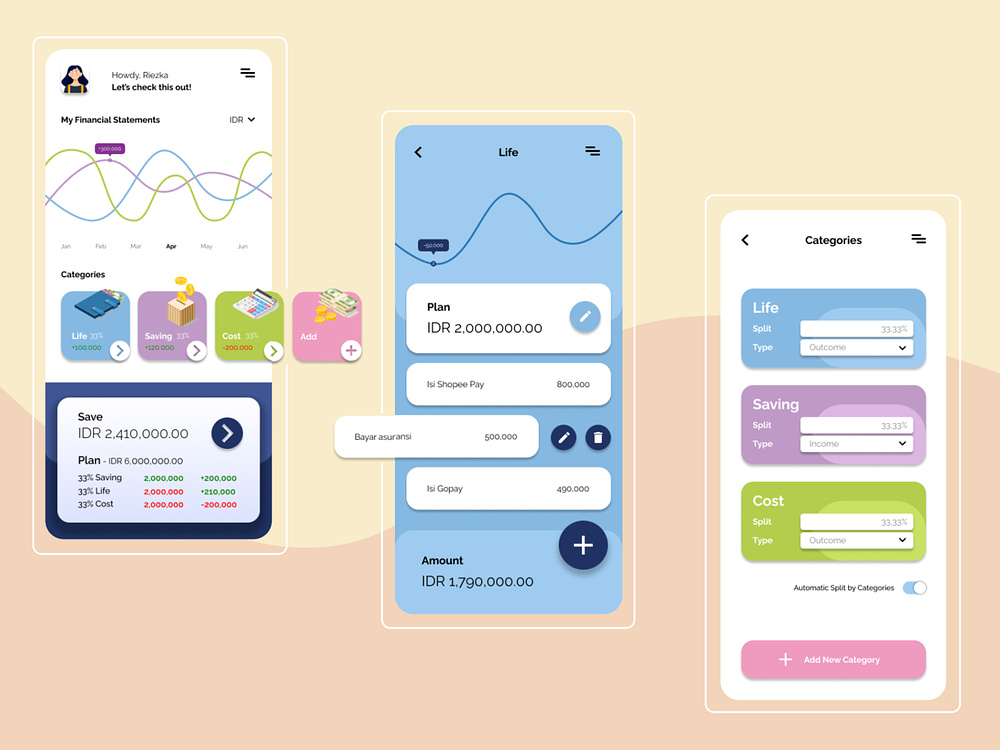 Howdy, Riezka
Let's check this out!
My Financial Statements IDR
+300.000
Jan Feb Mar Apr May Jun
Categories
Life 33%
+100.000
Saving 33%
+120.000
Cost 33%
-200.000
Add
Save
IDR 2,410,000.00
Plan - IDR 6,000,000.00
33% Saving 2,000,000 +200,000
33% Life 2,000,000 +210,000
33% Cost 2,000,000 -200,000
Life
-50.000
Plan
IDR 2,000,000.00
Isi Shopee Pay 800.000
Bayar asuransi 500,000
Isi Gopay 490,000
Amount
IDR 1,790,000.00
Categories
Life
Split 33.33%
Type Outcome
Saving
Split 33.33%
Type Income
Cost
Split 33.33%
Type Outcome
Automatic Split by Categories
Add New Category